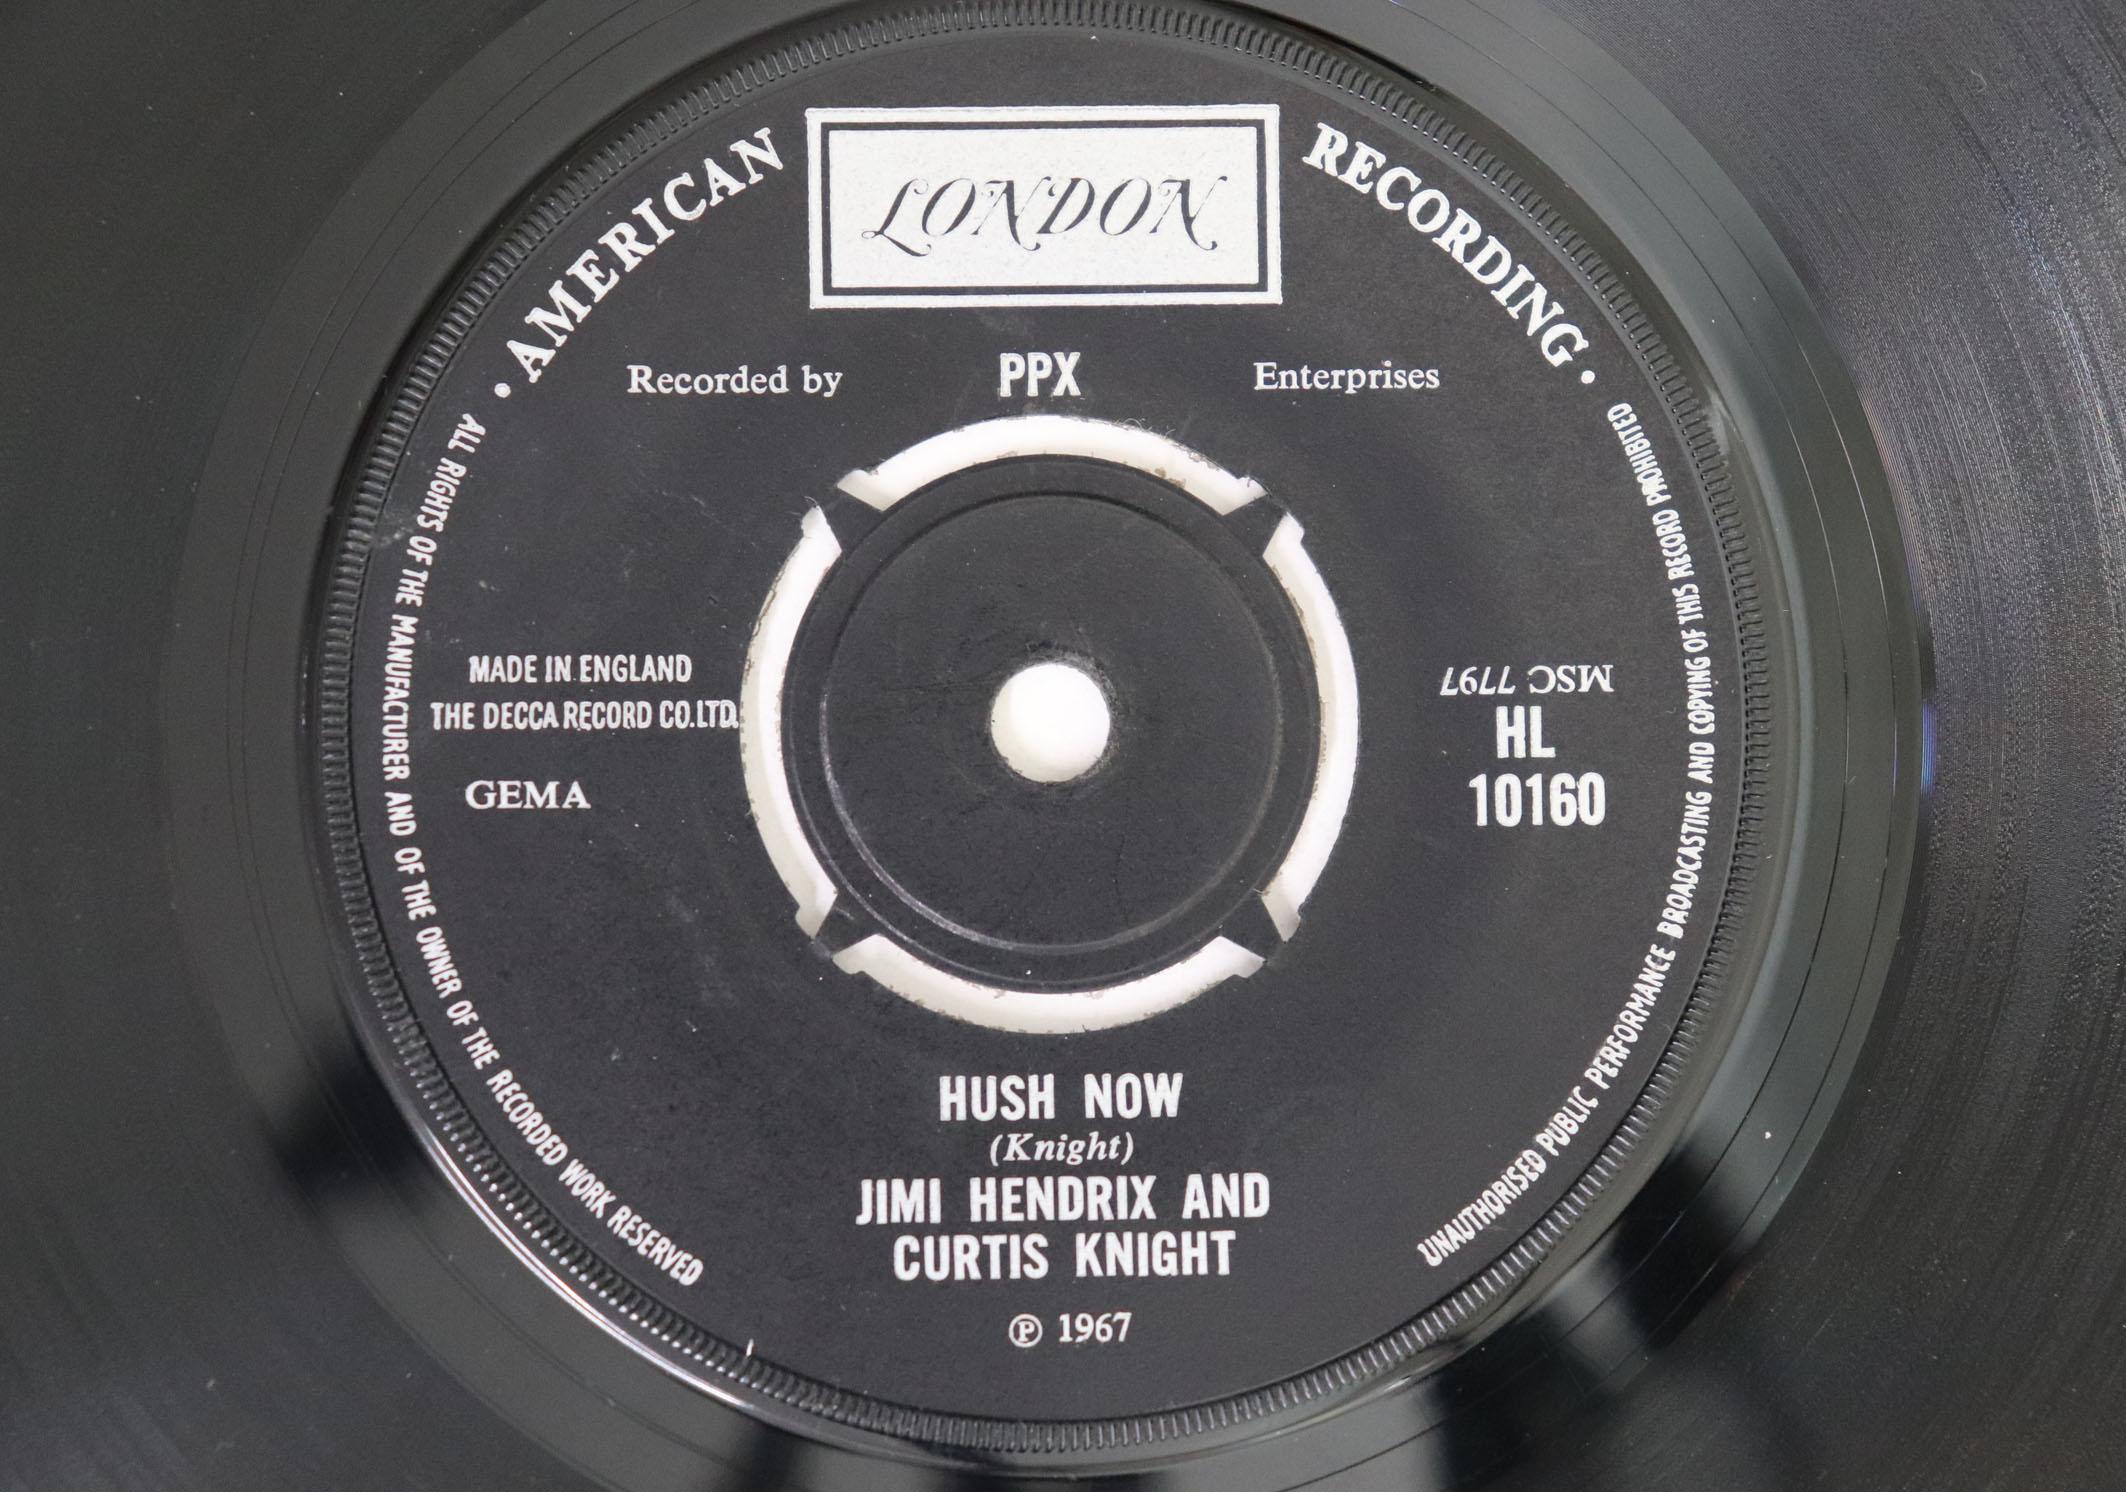 · AMERICAN
LONDON
RECORDING ·
Recorded by PPX Enterprises
MADE IN ENGLAND
THE DECCA RECORD CO.LTD.
GEMA
MSC 7797
HL
10160
HUSH NOW
(Knight)
JIMI HENDRIX AND
CURTIS KNIGHT
℗ 1967
ALL RIGHTS OF THE MANUFACTURER AND OF THE OWNER OF THE RECORDED WORK RESERVED
UNAUTHORISED PUBLIC PERFORMANCE BROADCASTING AND COPYING OF THIS RECORD PROHIBITED